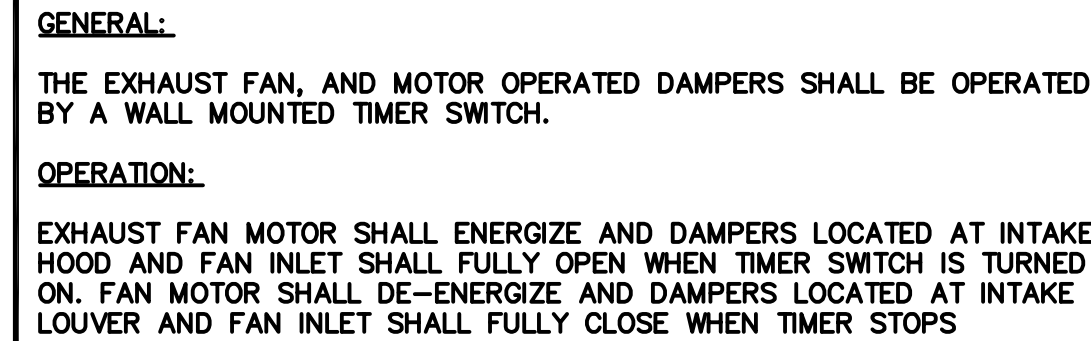 GENERAL:
THE EXHAUST FAN, AND MOTOR OPERATED DAMPERS SHALL BE OPERATED
BY A WALL MOUNTED TIMER SWITCH.
OPERATION:
EXHAUST FAN MOTOR SHALL ENERGIZE AND DAMPERS LOCATED AT INTAKE
HOOD AND FAN INLET SHALL FULLY OPEN WHEN TIMER SWITCH IS TURNED
ON. FAN MOTOR SHALL DE-ENERGIZE AND DAMPERS LOCATED AT INTAKE
LOUVER AND FAN INLET SHALL FULLY CLOSE WHEN TIMER STOPS